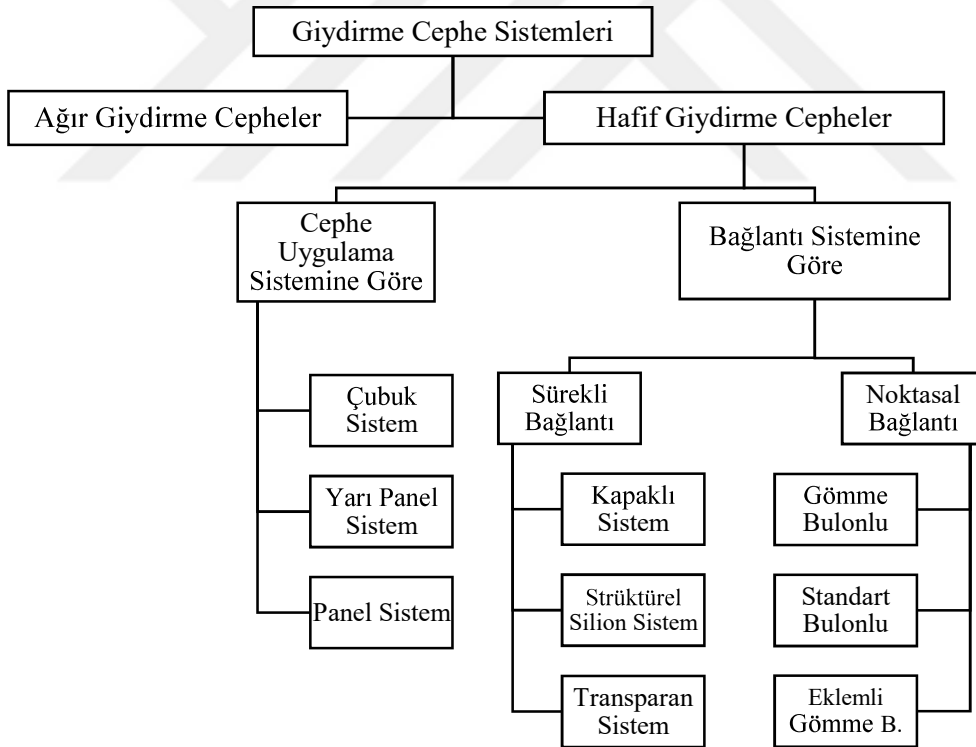 Giydirme Cephe Sistemleri
Ağır Giydirme Cepheler
Hafif Giydirme Cepheler
Cephe
Uygulama
Sistemine Göre
Bağlantı Sistemine
Göre
Çubuk
Sistem
Yarı Panel
Sistem
Panel Sistem
Sürekli
Bağlantı
Kapaklı
Sistem
Strüktürel
Silion Sistem
Transparan
Sistem
Noktasal
Bağlantı
Gömme
Bulonlu
Standart
Bulonlu
Eklemli
Gömme B.